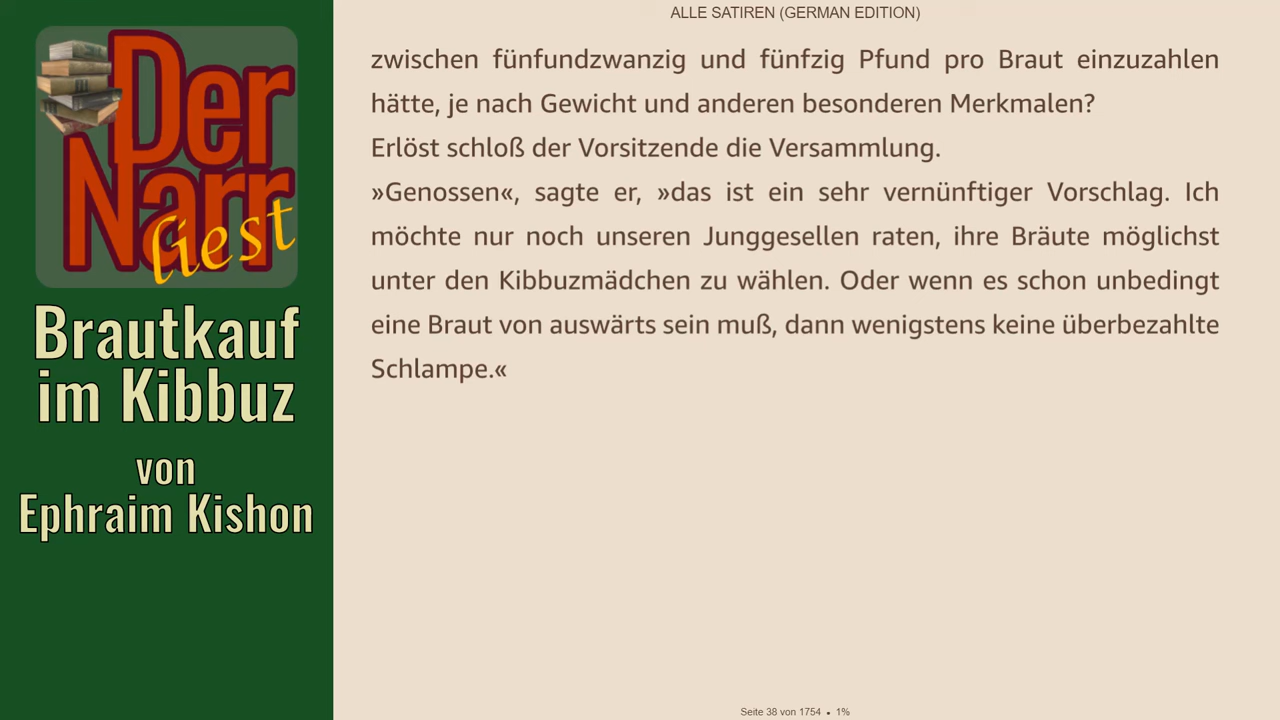 Der
Narr
liest
Brautkauf
im Kibbuz
von
Ephraim Kishon
ALLE SATIREN (GERMAN EDITION)
zwischen fünfundzwanzig und fünfzig Pfund pro Braut einzuzahlen
hätte, je nach Gewicht und anderen besonderen Merkmalen?
Erlöst schloß der Vorsitzende die Versammlung.
»Genossen«, sagte er, »das ist ein sehr vernünftiger Vorschlag. Ich
möchte nur noch unseren Junggesellen raten, ihre Bräute möglichst
unter den Kibbuzmädchen zu wählen. Oder wenn es schon unbedingt
eine Braut von auswärts sein muß, dann wenigstens keine überbezahlte
Schlampe.«
Seite 38 von 1754 • 1%